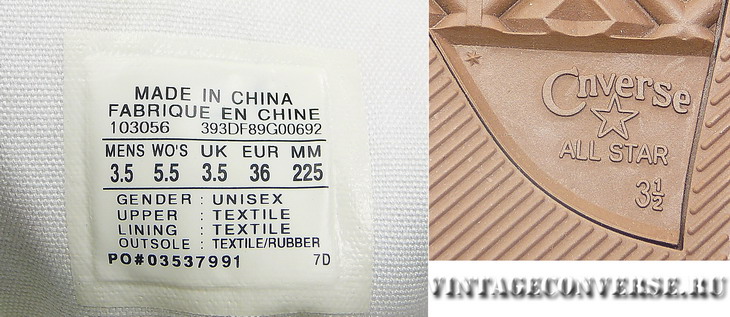 MADE IN CHINA
FABRIQUE EN CHINE
103056 393DF89G00692
MENS WO'S UK EUR MM
3.5 5.5 3.5 36 225
GENDER : UNISEX
UPPER : TEXTILE
LINING : TEXTILE
OUTSOLE : TEXTILE/RUBBER
PO#03537991 7D
Converse
ALL STAR
3½
VINTAGECONVERSE.RU